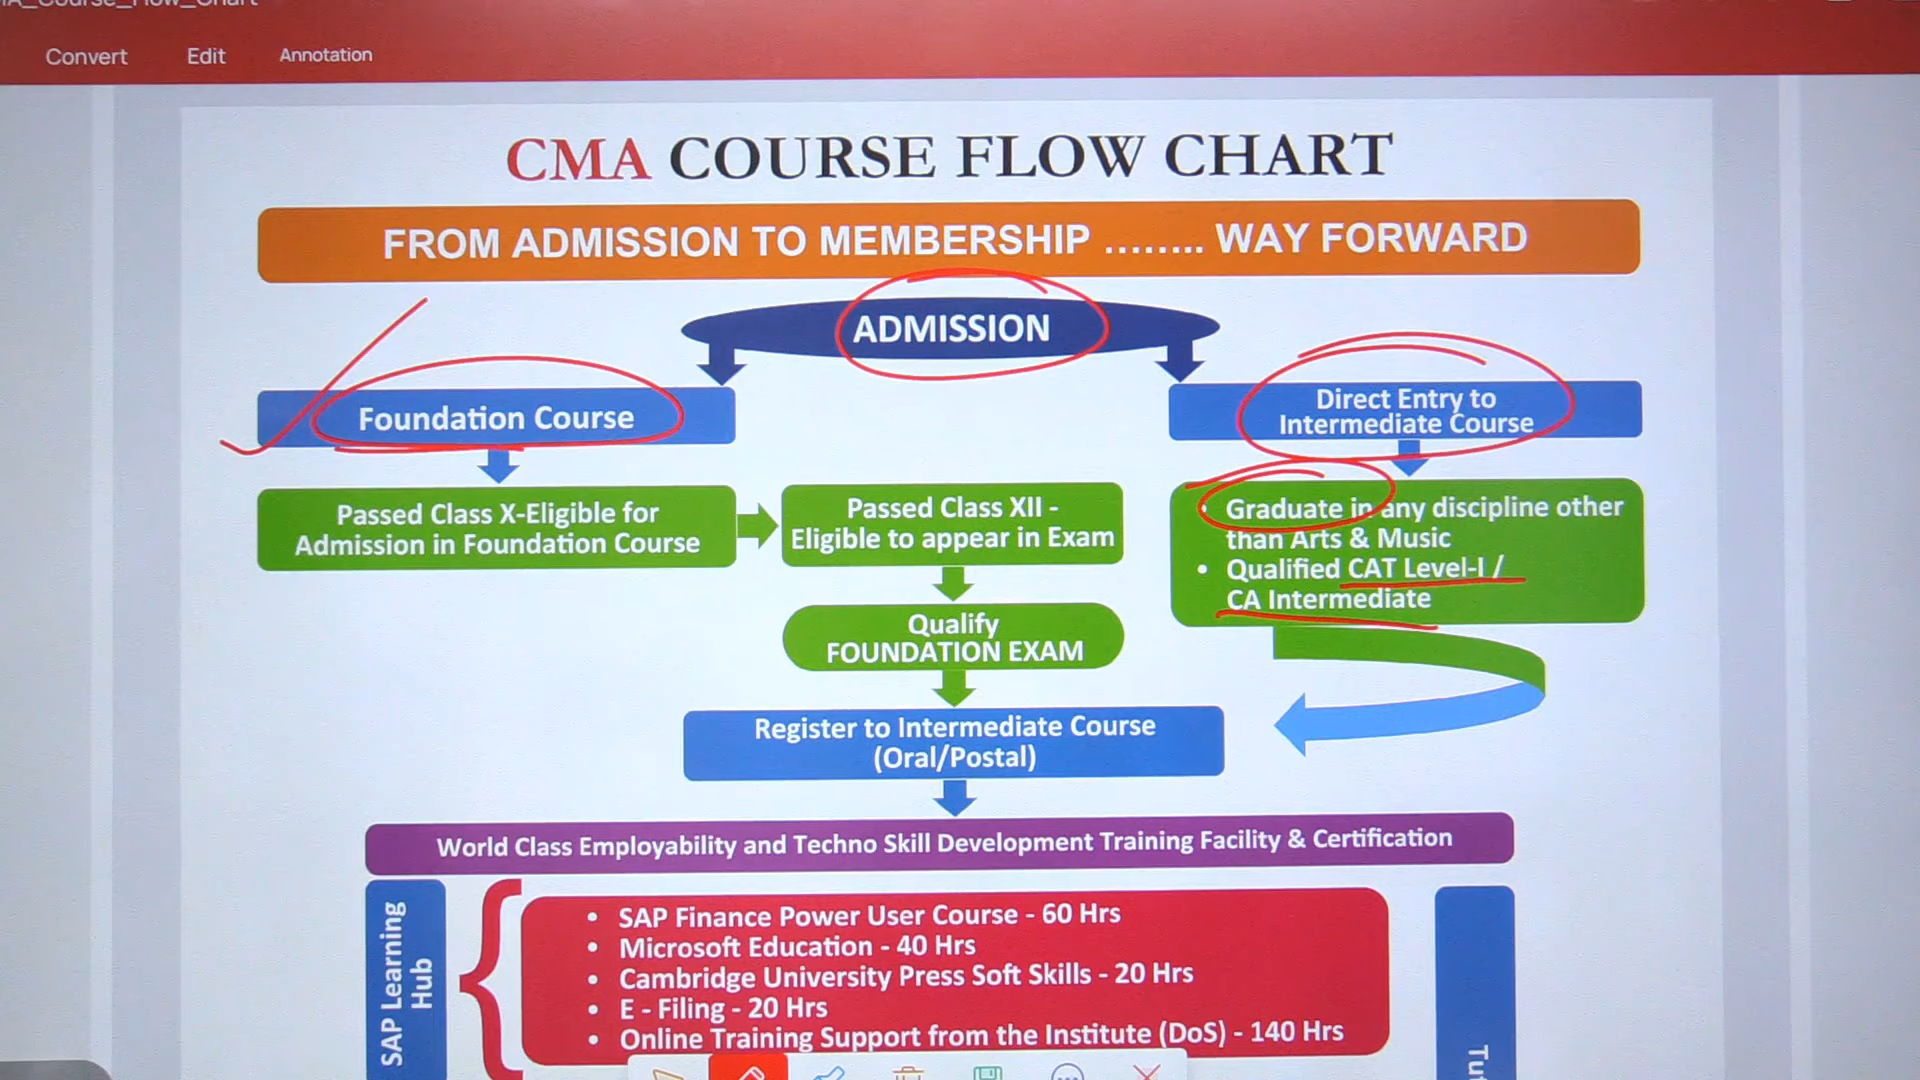 Convert Edit Annotation
CMA COURSE FLOW CHART
FROM ADMISSION TO MEMBERSHIP ........ WAY FORWARD
ADMISSION
Foundation Course
Direct Entry to
Intermediate Course
Passed Class X-Eligible for
Admission in Foundation Course
Passed Class XII -
Eligible to appear in Exam
• Graduate in any discipline other
than Arts & Music
• Qualified CAT Level-I /
CA Intermediate
Qualify
FOUNDATION EXAM
Register to Intermediate Course
(Oral/Postal)
World Class Employability and Techno Skill Development Training Facility & Certification
SAP Learning
Hub
• SAP Finance Power User Course - 60 Hrs
• Microsoft Education - 40 Hrs
• Cambridge University Press Soft Skills - 20 Hrs
• E - Filing - 20 Hrs
• Online Training Support from the Institute (DoS) - 140 Hrs